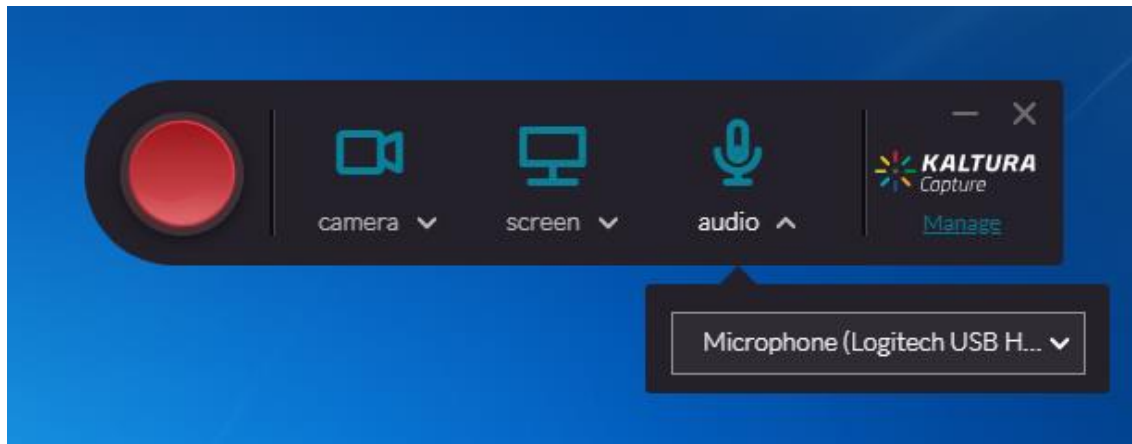 camera
screen
audio
KALTURA
Capture
Manage
Microphone (Logitech USB H...